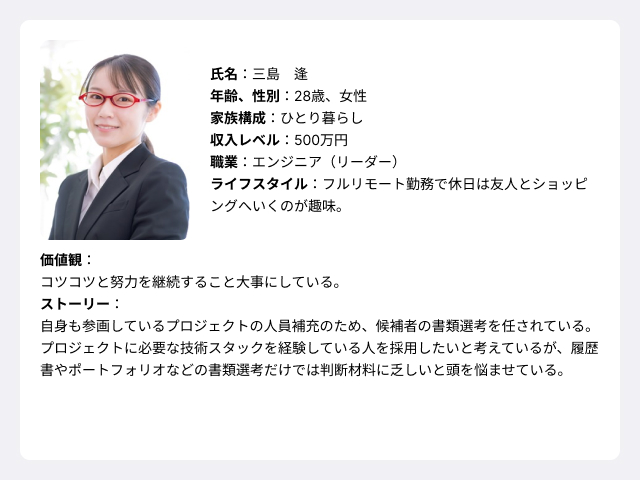 氏名：三島　逢
年齢、性別：28歳、女性
家族構成：ひとり暮らし
収入レベル：500万円
職業：エンジニア（リーダー）
ライフスタイル：フルリモート勤務で休日は友人とショッピ
ングへいくのが趣味。
価値観：
コツコツと努力を継続すること大事にしている。
ストーリー：
自身も参画しているプロジェクトの人員補充のため、候補者の書類選考を任されている。
プロジェクトに必要な技術スタックを経験している人を採用したいと考えているが、履歴
書やポートフォリオなどの書類選考だけでは判断材料に乏しいと頭を悩ませている。